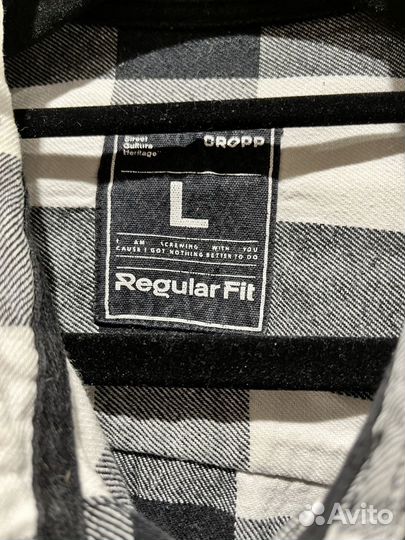 Street
Culture
Heritage
CROPP
L
I AM SCREWING WITH YOU
CAUSE I GOT NOTHING BETTER TO DO
Regular Fit
Avito